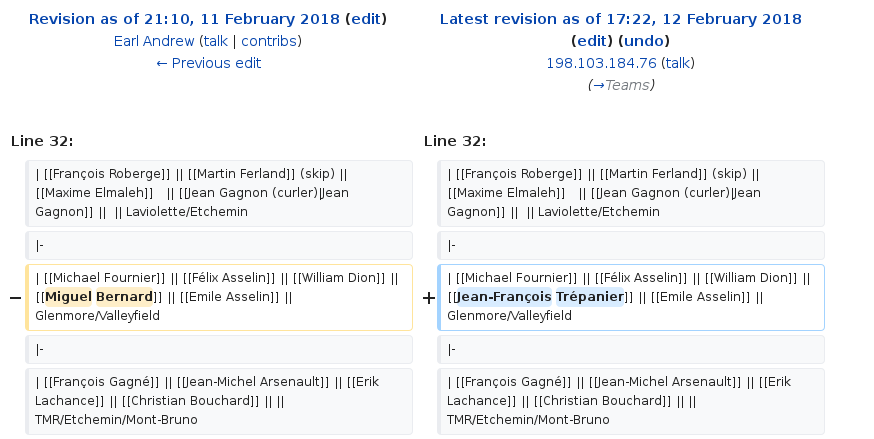 Revision as of 21:10, 11 February 2018 (edit)
Earl Andrew (talk | contribs)
← Previous edit
Latest revision as of 17:22, 12 February 2018
(edit) (undo)
198.103.184.76 (talk)
(→Teams)
Line 32:
Line 32:
| [[François Roberge]] || [[Martin Ferland]] (skip) ||
[[Maxime Elmaleh]]   || [[Jean Gagnon (curler)|Jean
Gagnon]] ||  || Laviolette/Etchemin
| [[François Roberge]] || [[Martin Ferland]] (skip) ||
[[Maxime Elmaleh]]   || [[Jean Gagnon (curler)|Jean
Gagnon]] ||  || Laviolette/Etchemin
|-
|-
− | [[Michael Fournier]] || [[Félix Asselin]] || [[William Dion]] ||
[[Miguel Bernard]] || [[Emile Asselin]] ||
Glenmore/Valleyfield
+ | [[Michael Fournier]] || [[Félix Asselin]] || [[William Dion]] ||
[[Jean-François Trépanier]] || [[Emile Asselin]] ||
Glenmore/Valleyfield
|-
|-
| [[François Gagné]] || [[Jean-Michel Arsenault]] || [[Erik
Lachance]] || [[Christian Bouchard]] || ||
TMR/Etchemin/Mont-Bruno
| [[François Gagné]] || [[Jean-Michel Arsenault]] || [[Erik
Lachance]] || [[Christian Bouchard]] || ||
TMR/Etchemin/Mont-Bruno